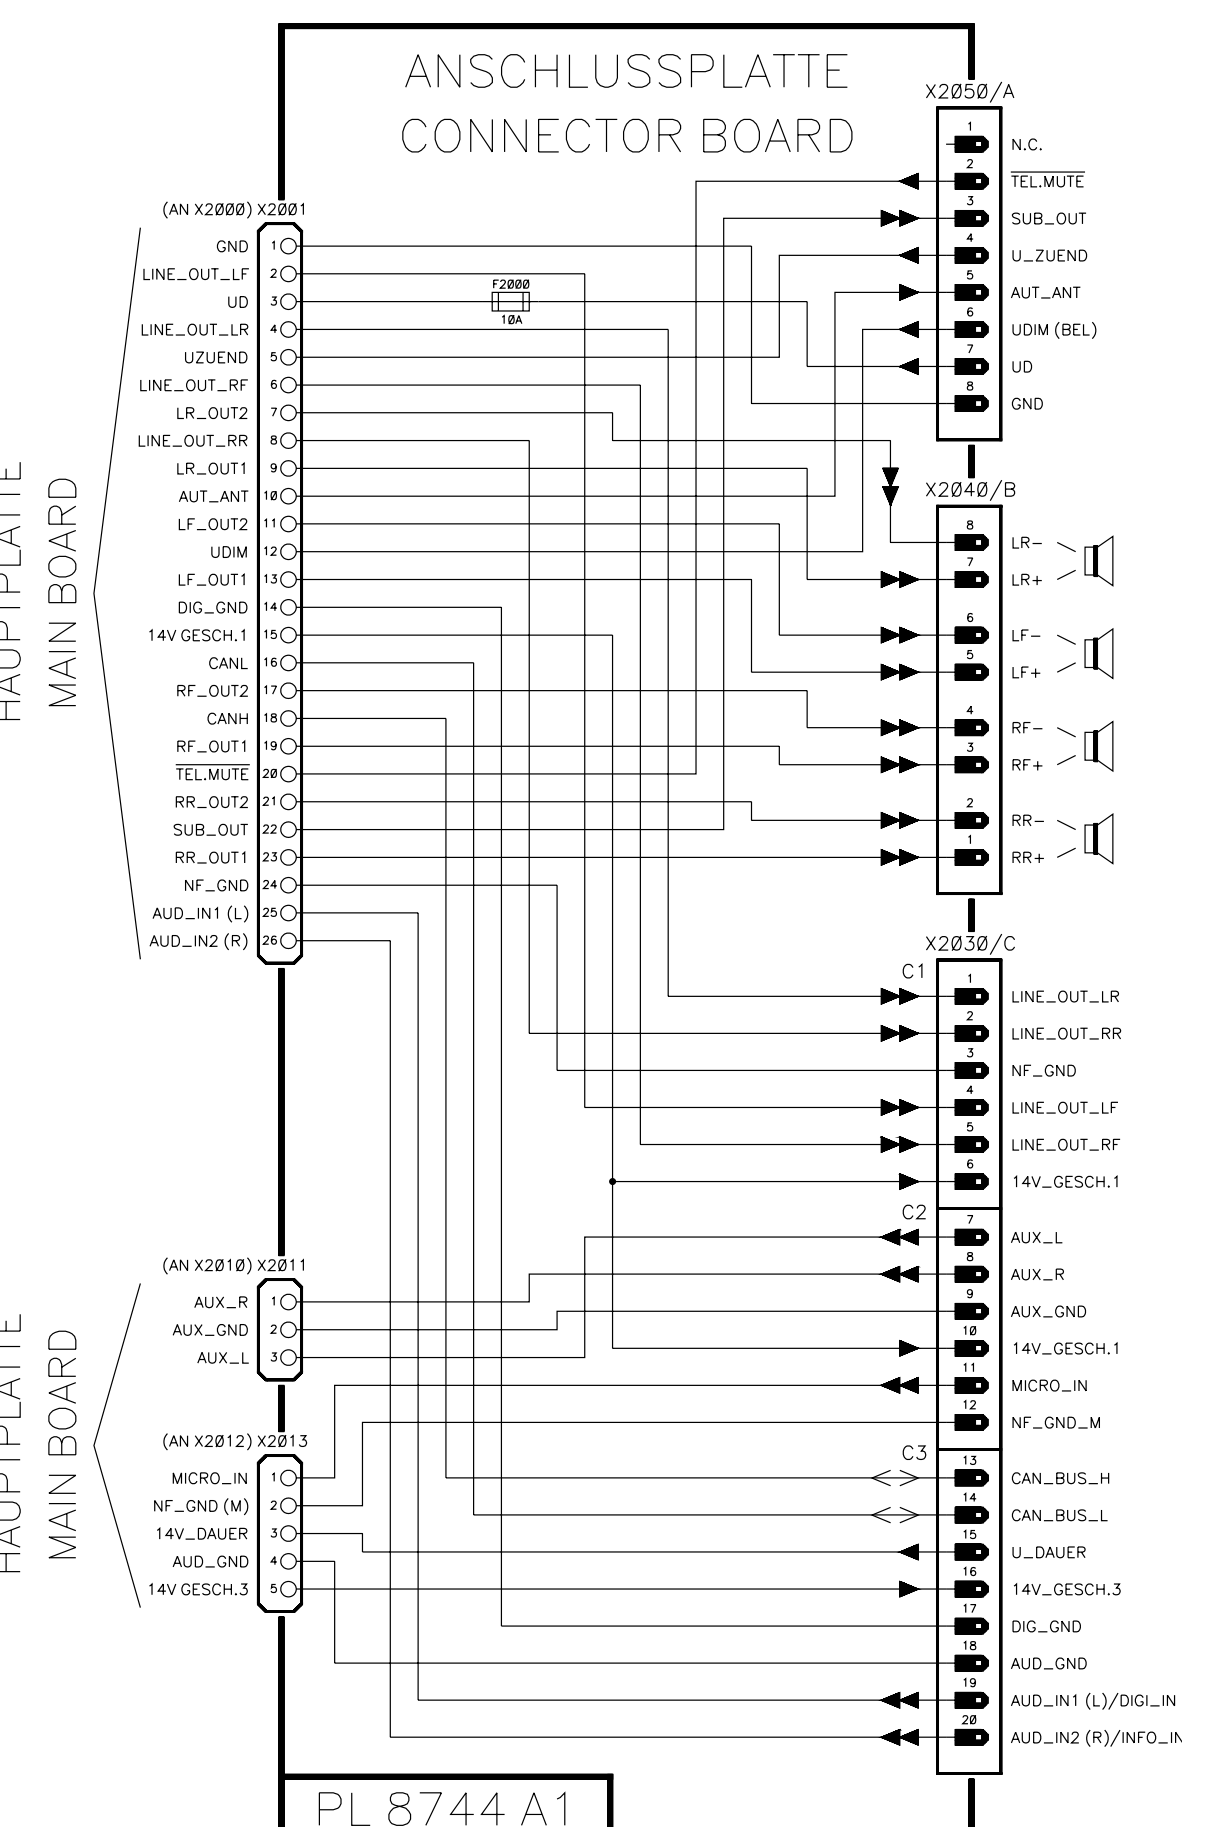 ANSCHLUSSPLATTE
CONNECTOR BOARD
HAUPTPLATTE
MAIN BOARD
(AN X2000) X2001
GND 1
LINE_OUT_LF 2
UD 3
LINE_OUT_LR 4
UZUEND 5
LINE_OUT_RF 6
LR_OUT2 7
LINE_OUT_RR 8
LR_OUT1 9
AUT_ANT 10
LF_OUT2 11
UDIM 12
LF_OUT1 13
DIG_GND 14
14V GESCH.1 15
CANL 16
RF_OUT2 17
CANH 18
RF_OUT1 19
TEL.MUTE 20
RR_OUT2 21
SUB_OUT 22
RR_OUT1 23
NF_GND 24
AUD_IN1 (L) 25
AUD_IN2 (R) 26
F2000
10A
X2050/A
1 N.C.
2 TEL.MUTE
3 SUB_OUT
4 U_ZUEND
5 AUT_ANT
6 UDIM (BEL)
7 UD
8 GND
X2040/B
8 LR-
7 LR+
6 LF-
5 LF+
4 RF-
3 RF+
2 RR-
1 RR+
X2030/C
C1
1 LINE_OUT_LR
2 LINE_OUT_RR
3 NF_GND
4 LINE_OUT_LF
5 LINE_OUT_RF
6 14V_GESCH.1
C2
7 AUX_L
8 AUX_R
9 AUX_GND
10 14V_GESCH.1
11 MICRO_IN
12 NF_GND_M
C3
13 CAN_BUS_H
14 CAN_BUS_L
15 U_DAUER
16 14V_GESCH.3
17 DIG_GND
18 AUD_GND
19 AUD_IN1 (L)/DIGI_IN
20 AUD_IN2 (R)/INFO_IN
HAUPTPLATTE
MAIN BOARD
(AN X2010) X2011
AUX_R 1
AUX_GND 2
AUX_L 3
(AN X2012) X2013
MICRO_IN 1
NF_GND (M) 2
14V_DAUER 3
AUD_GND 4
14V GESCH.3 5
PL 8744 A1